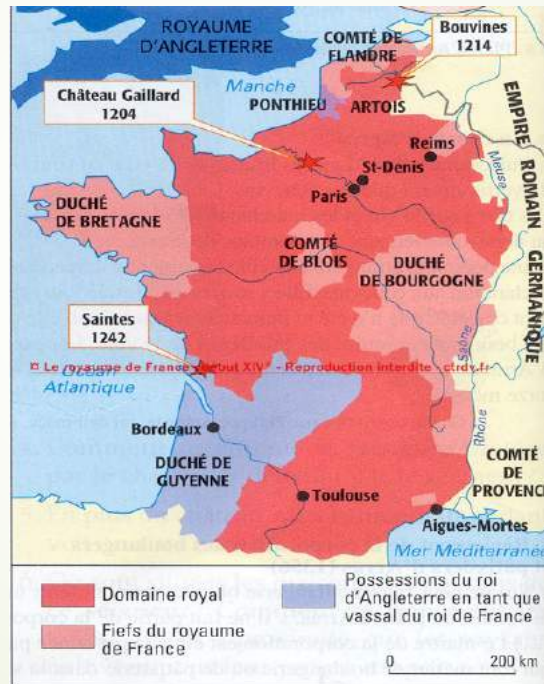 ROYAUME
D'ANGLETERRE
COMTÉ DE
FLANDRE
Bouvines
1214
Manche
Château Gaillard
1204
PONTHIEU
ARTOIS
EMPIRE ROMAIN GERMANIQUE
Reims
Meuse
St-Denis
Paris
DUCHÉ
DE BRETAGNE
COMTÉ
DE BLOIS
DUCHÉ
DE BOURGOGNE
Saintes
1242
Saône
Océan
Atlantique
Bordeaux
Rhône
DUCHÉ DE
GUYENNE
COMTÉ
DE
PROVENC
Toulouse
Aigues-Mortes
Mer Méditerrané
Domaine royal
Fiefs du royaume
de France
Possessions du roi
d'Angleterre en tant que
vassal du roi de France
0 200 km